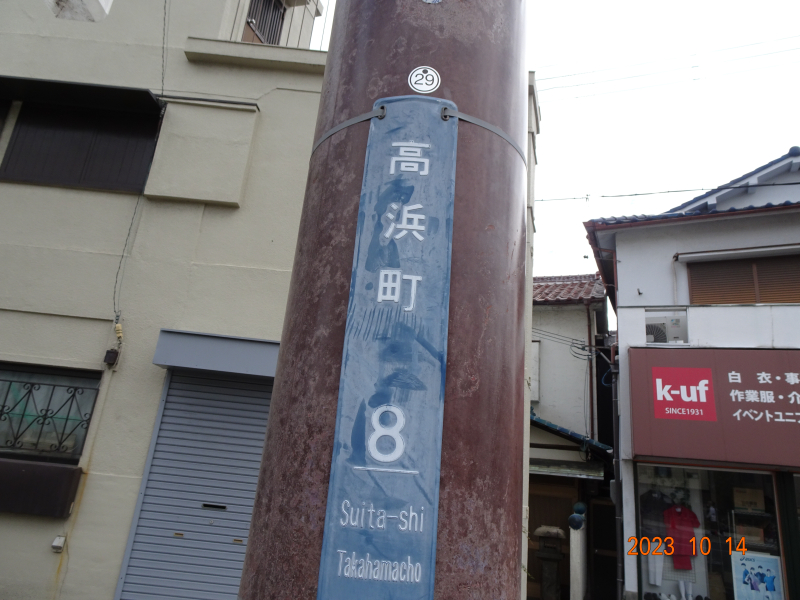 29
高浜町
8
Suita-shi
Takahamacho
k-uf
SINCE1931
白衣・事
作業服・介
イベントユニ
2023 10 14